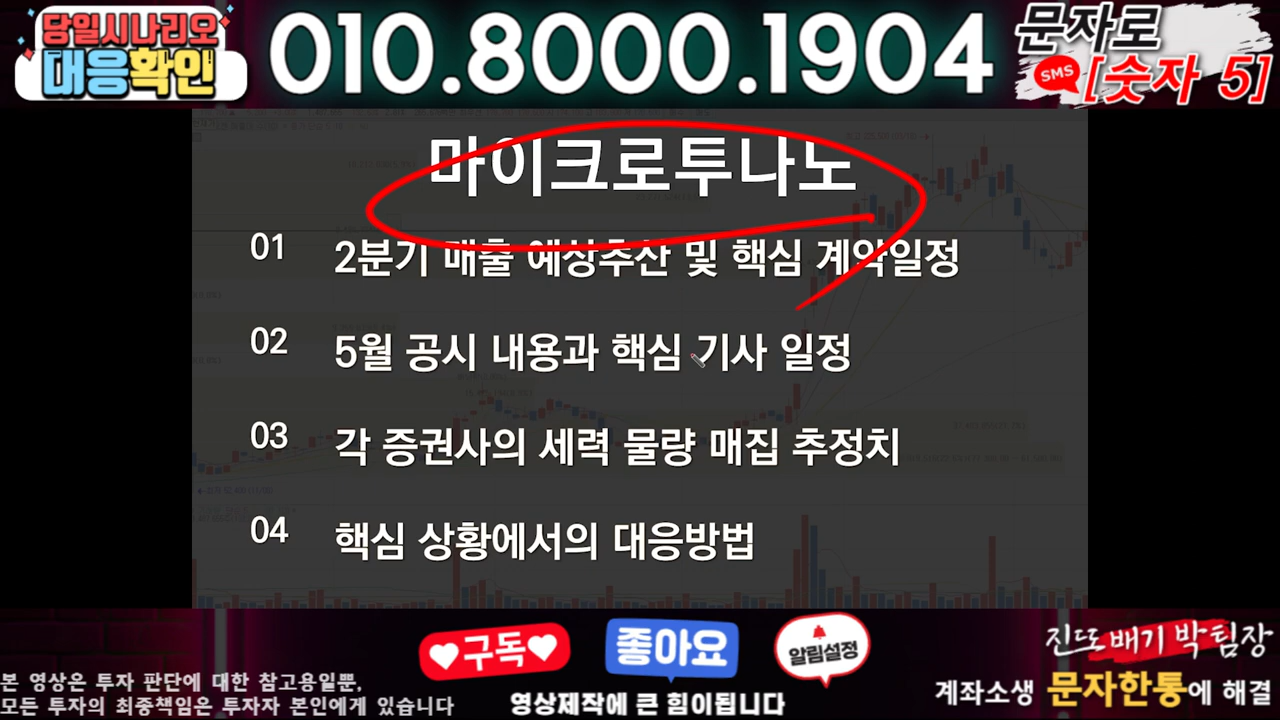 당일시나리오
대응확인
010.8000.1904
문자로
SMS
[숫자 5]
마이크로투나노
01
2분기 매출 예상추산 및 핵심 계약일정
02
5월 공시 내용과 핵심 기사 일정
03
각 증권사의 세력 물량 매집 추정치
04
핵심 상황에서의 대응방법
구독
좋아요
알림설정
영상제작에 큰 힘이됩니다
본 영상은 투자 판단에 대한 참고용일뿐,
모든 투자의 최종책임은 투자자 본인에게 있습니다
진또배기 박팀장
계좌소생 문자한통에 해결